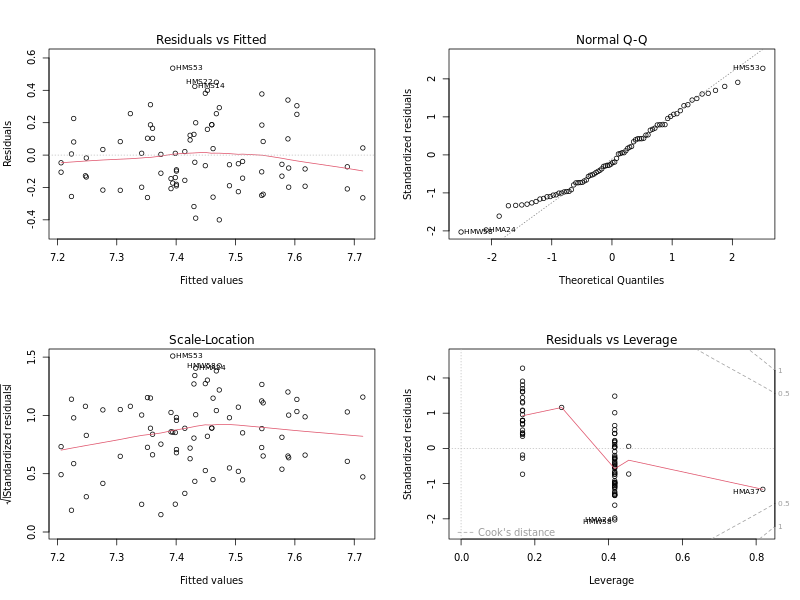 Residuals vs Fitted
Residuals
-0.4 -0.2 0.0 0.2 0.4 0.6
HMS53
HMS22
HMS14
7.2 7.3 7.4 7.5 7.6 7.7
Fitted values
Normal Q-Q
Standardized residuals
-2 -1 0 1 2
HMS53
HMA24
-2 -1 0 1 2
Theoretical Quantiles
Scale-Location
√|Standardized residuals|
0.0 0.5 1.0 1.5
HMS53
7.2 7.3 7.4 7.5 7.6 7.7
Fitted values
Residuals vs Leverage
Standardized residuals
-2 -1 0 1 2
1
0.5
HMA37
0.5
1
Cook's distance
0.0 0.2 0.4 0.6 0.8
Leverage